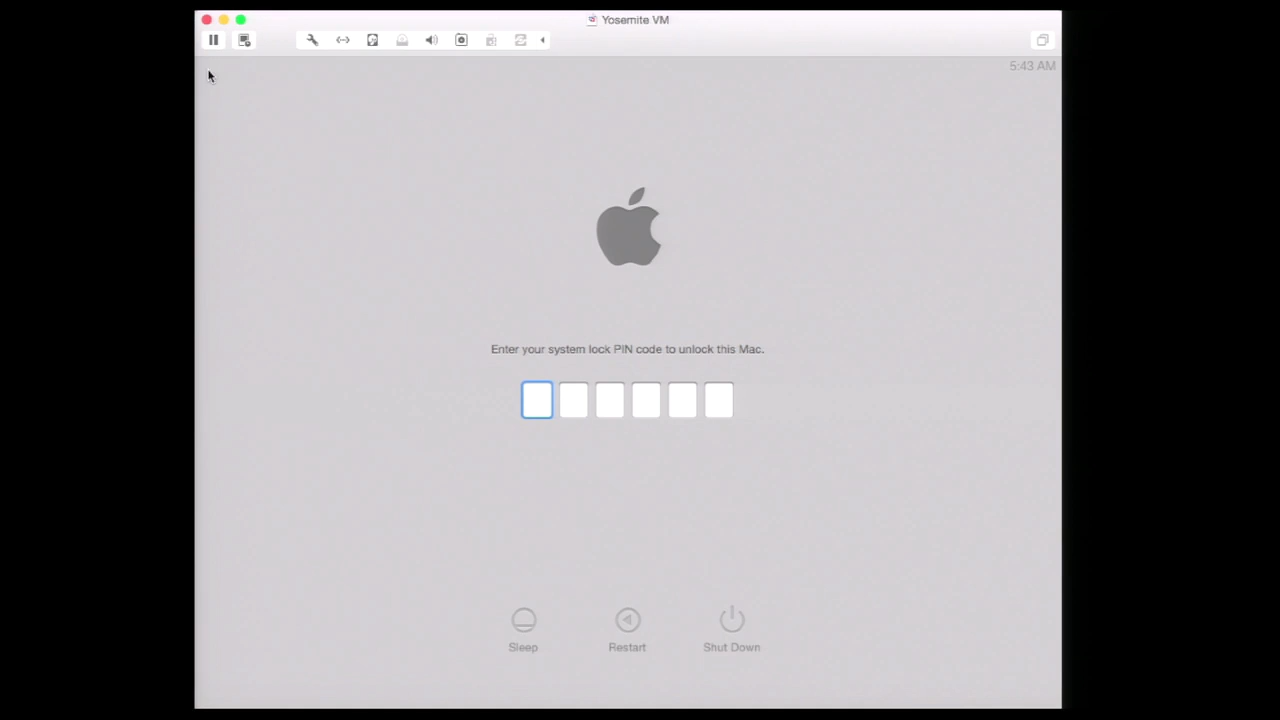 Yosemite VM
5:43 AM
Enter your system lock PIN code to unlock this Mac.
Sleep
Restart
Shut Down